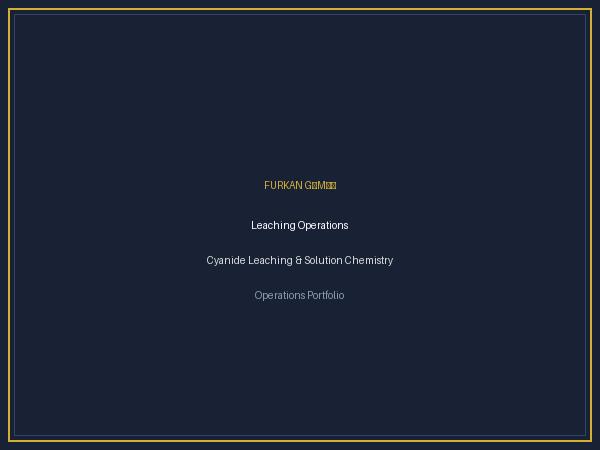 FURKAN G▯M▯▯
Leaching Operations
Cyanide Leaching & Solution Chemistry
Operations Portfolio